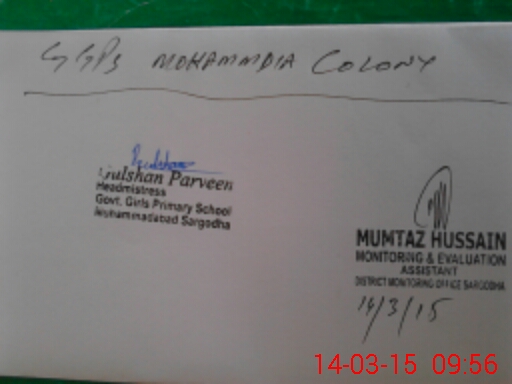 GGPS MOHAMMDIA COLONY
Gulshan
Gulshan Parveen
Headmistress
Govt. Girls Primary School
Muhammadabad Sargodha
MUMTAZ HUSSAIN
MONITORING & EVALUATION
ASSISTANT
DISTRICT MONITORING OFFICE SARGODHA
14/3/15
14-03-15 09:56